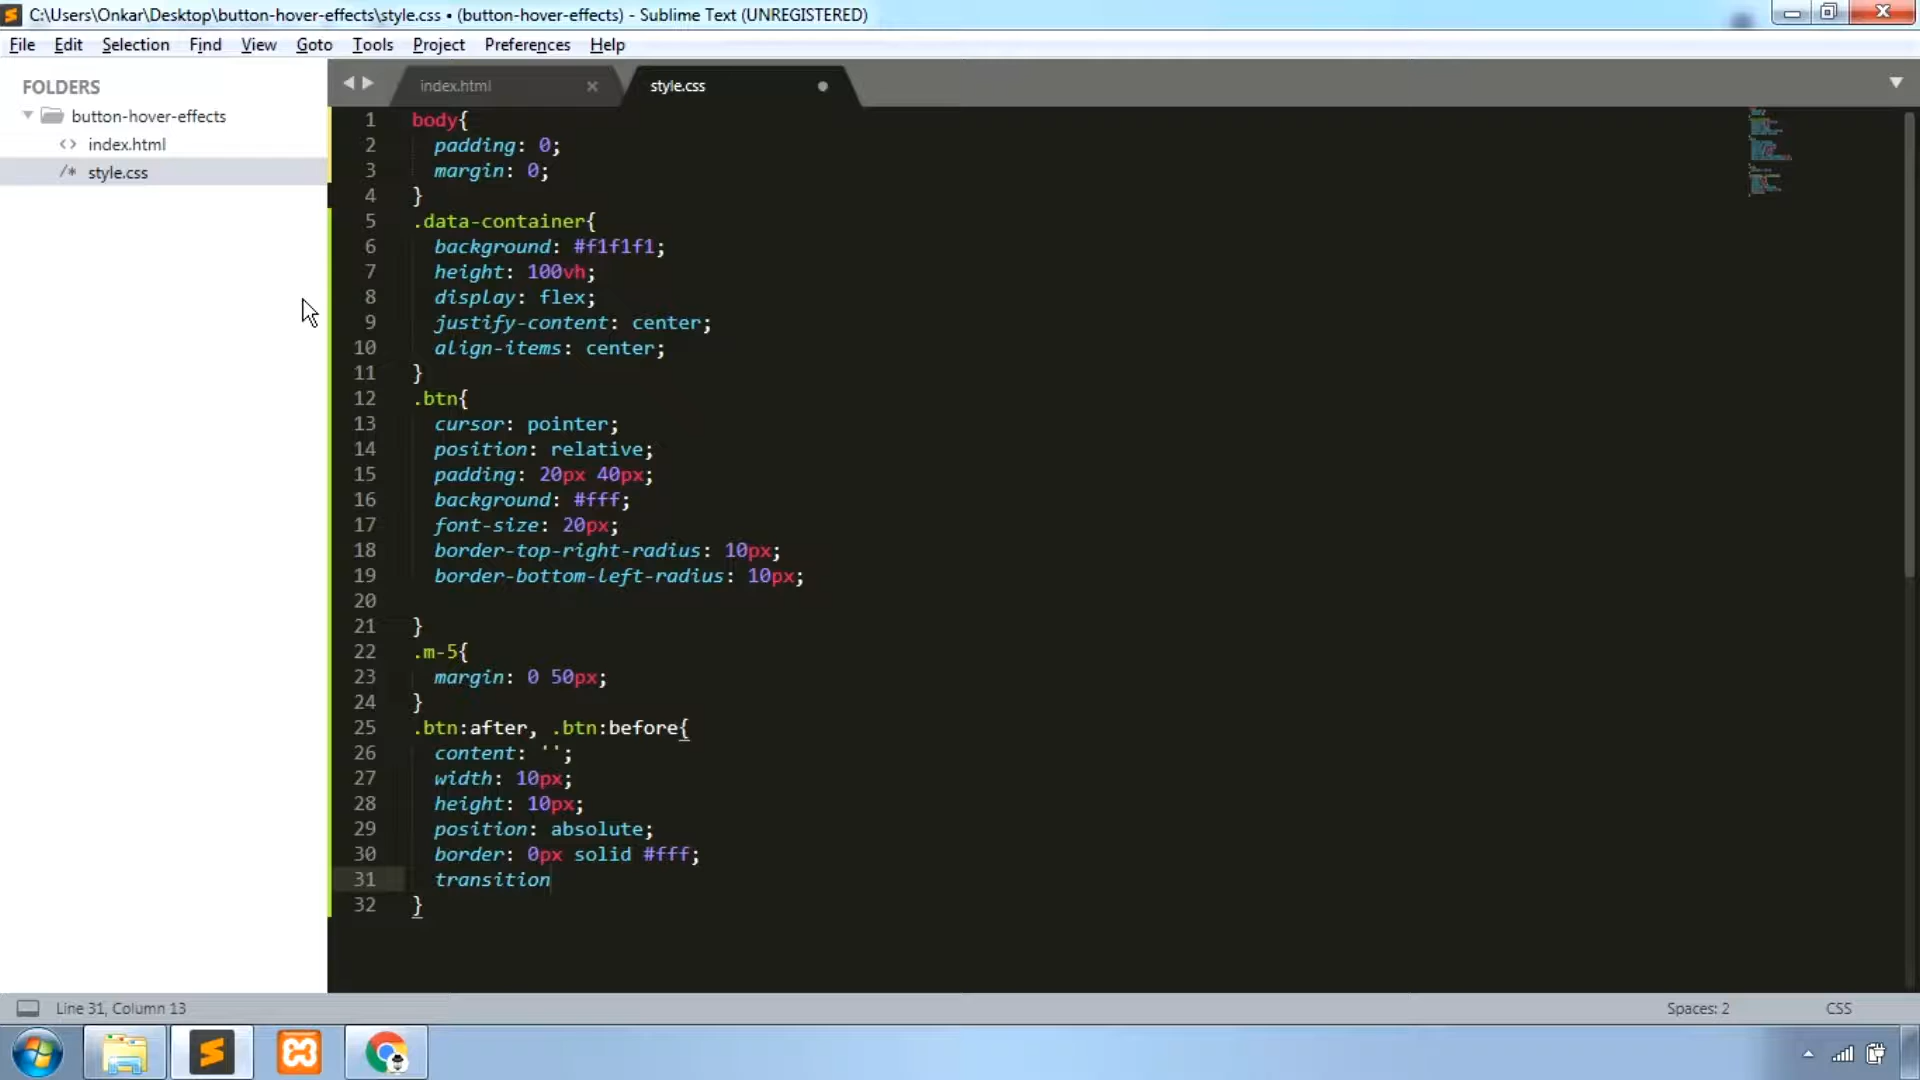 C:\Users\Onkar\Desktop\button-hover-effects\style.css • (button-hover-effects) - Sublime Text (UNREGISTERED)
File Edit Selection Find View Goto Tools Project Preferences Help
FOLDERS
button-hover-effects
<> index.html
/* style.css
index.html
style.css
1 body{
2 padding: 0;
3 margin: 0;
4 }
5 .data-container{
6 background: #f1f1f1;
7 height: 100vh;
8 display: flex;
9 justify-content: center;
10 align-items: center;
11 }
12 .btn{
13 cursor: pointer;
14 position: relative;
15 padding: 20px 40px;
16 background: #fff;
17 font-size: 20px;
18 border-top-right-radius: 10px;
19 border-bottom-left-radius: 10px;
20
21 }
22 .m-5{
23 margin: 0 50px;
24 }
25 .btn:after, .btn:before{
26 content: '';
27 width: 10px;
28 height: 10px;
29 position: absolute;
30 border: 0px solid #fff;
31 transition
32 }
Line 31, Column 13
Spaces: 2
CSS